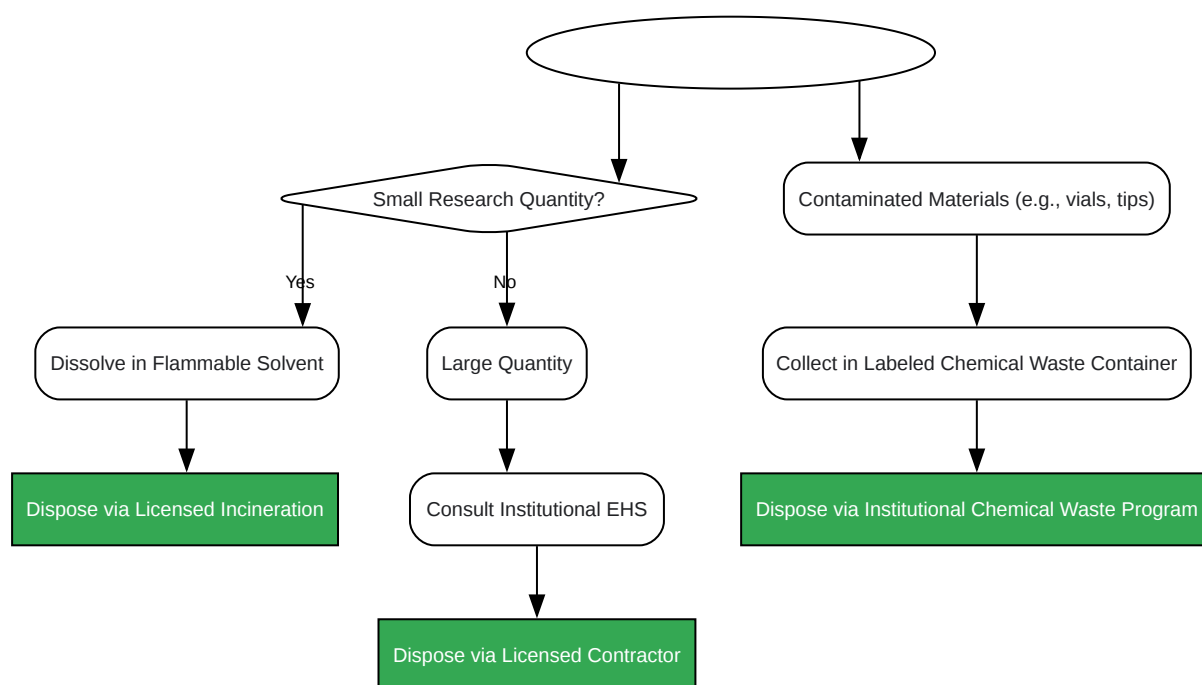 Small Research Quantity?
Contaminated Materials (e.g., vials, tips)
Yes
No
Dissolve in Flammable Solvent
Large Quantity
Collect in Labeled Chemical Waste Container
Dispose via Licensed Incineration
Consult Institutional EHS
Dispose via Institutional Chemical Waste Program
Dispose via Licensed Contractor